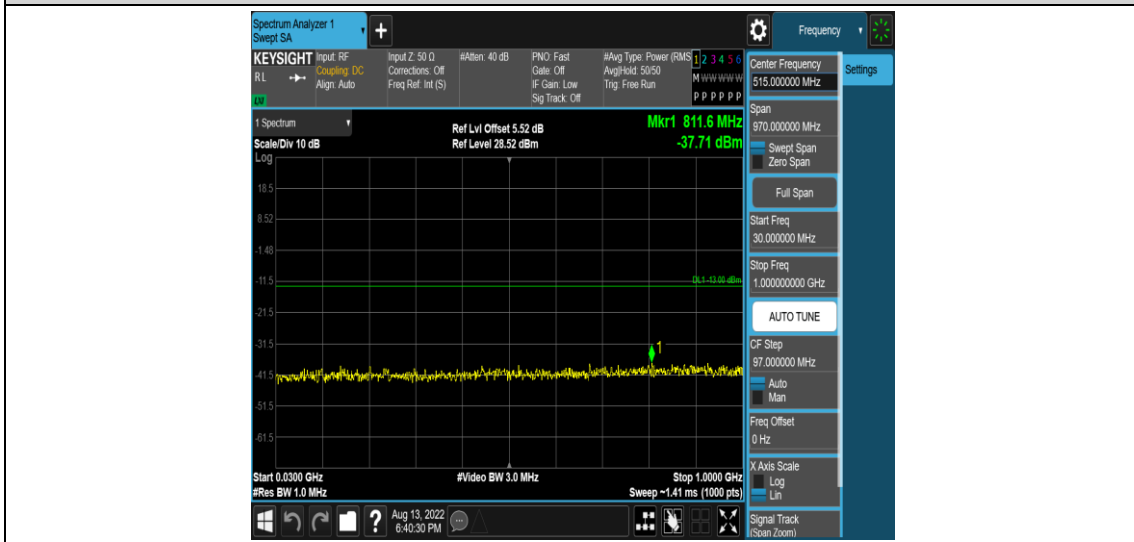 Spectrum Analyzer 1
Swept SA
+
Frequency
KEYSIGHT
RL
Input: RF
Coupling: DC
Align: Auto
Input Z: 50 Ω
Corrections: Off
Freq Ref: Int (S)
#Atten: 40 dB
PNO: Fast
Gate: Off
IF Gain: Low
Sig Track: Off
#Avg Type: Power (RMS
Avg|Hold: 50/50
Trig: Free Run
1 2 3 4 5 6
M W W W W W
P P P P P P
1 Spectrum
Scale/Div 10 dB
Log
Ref Lvl Offset 5.52 dB
Ref Level 28.52 dBm
Mkr1 811.6 MHz
-37.71 dBm
18.5
8.52
-1.48
-11.5
DL1 -13.00 dBm
-21.5
-31.5
1
-41.5
-51.5
-61.5
Start 0.0300 GHz
#Res BW 1.0 MHz
#Video BW 3.0 MHz
Stop 1.0000 GHz
Sweep ~1.41 ms (1000 pts)
?
Aug 13, 2022
6:40:30 PM
Center Frequency
515.000000 MHz
Settings
Span
970.000000 MHz
Swept Span
Zero Span
Full Span
Start Freq
30.000000 MHz
Stop Freq
1.000000000 GHz
AUTO TUNE
CF Step
97.000000 MHz
Auto
Man
Freq Offset
0 Hz
X Axis Scale
Log
Lin
Signal Track
(Span Zoom)